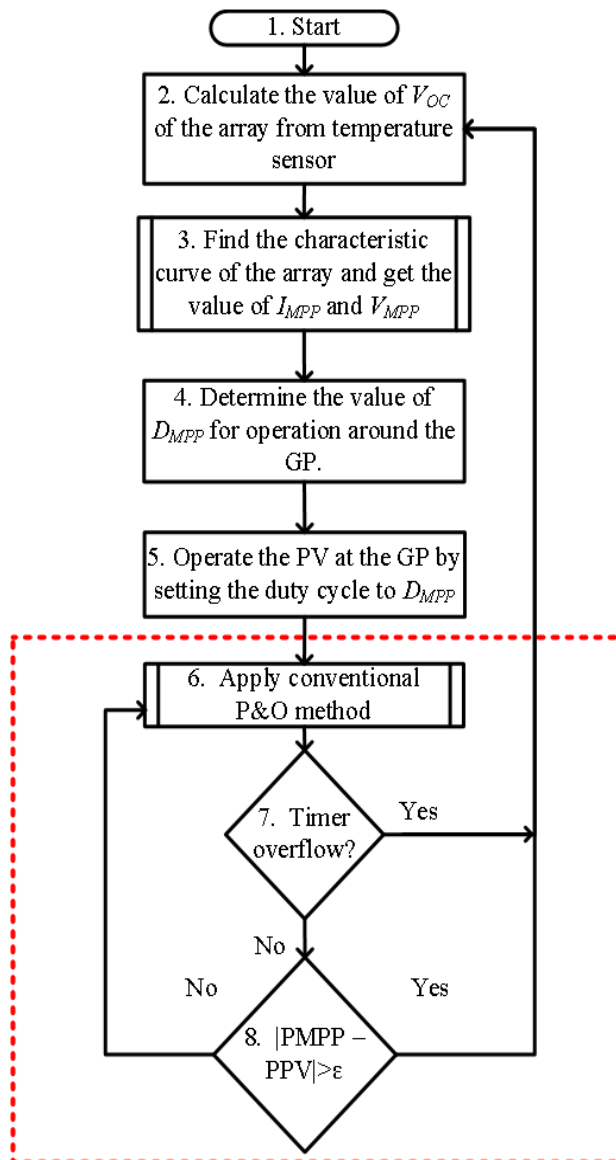 1. Start
2. Calculate the value of VOC
of the array from temperature
sensor
3. Find the characteristic
curve of the array and get the
value of IMPP and VMPP
4. Determine the value of
DMPP for operation around the
GP.
5. Operate the PV at the GP by
setting the duty cycle to DMPP
6. Apply conventional
P&O method
7. Timer
overflow?
Yes
No
No
Yes
8. |PMPP –
PPV|>ε